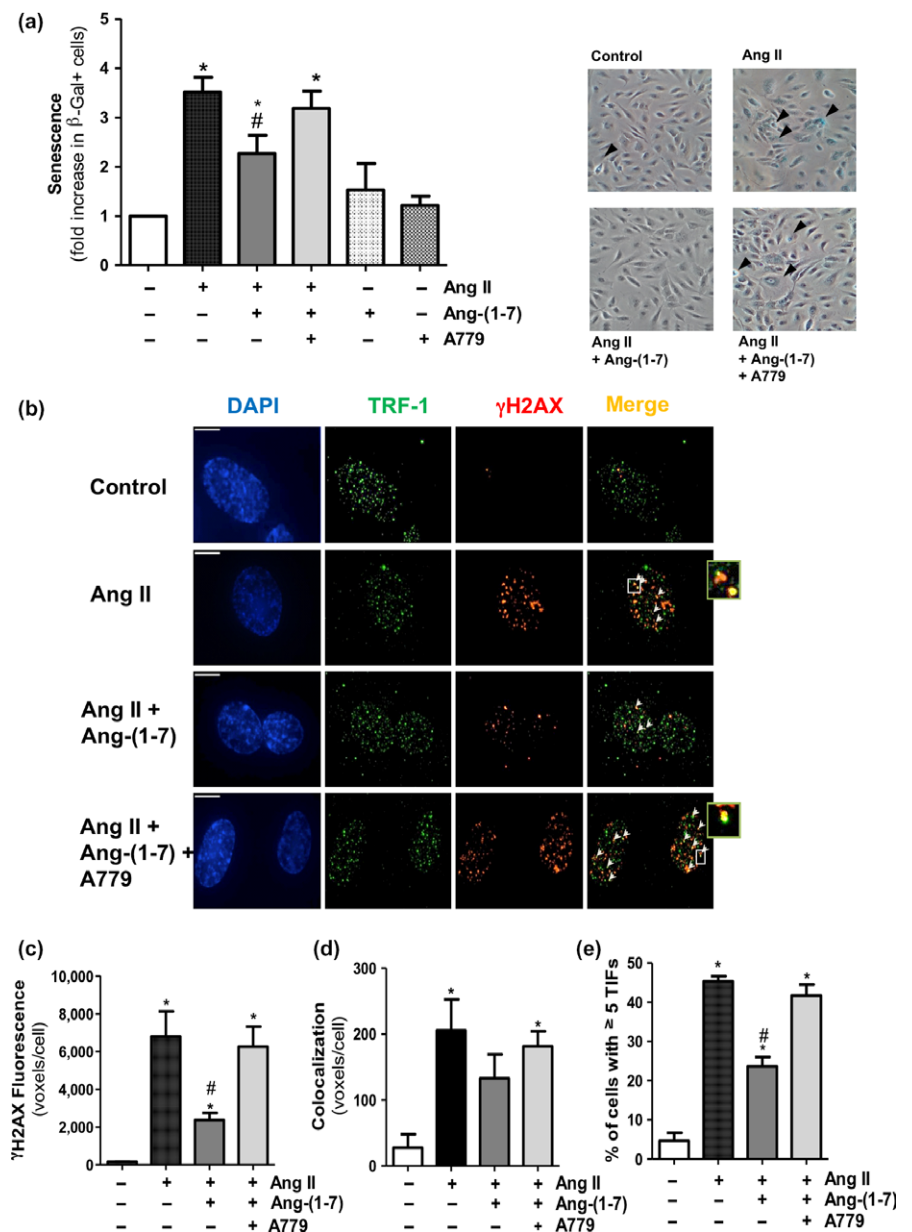 (a)
Senescence
(fold increase in β-Gal+ cells)
5
4
3
2
1
0
*
*
#
*
– + + + – – Ang II
– – + + + – Ang-(1-7)
– – – + – + A779
Control
Ang II
Ang II
+ Ang-(1-7)
Ang II
+ Ang-(1-7)
+ A779
(b)
DAPI TRF-1 γH2AX Merge
Control
Ang II
Ang II +
Ang-(1-7)
Ang II +
Ang-(1-7) +
A779
(c)
γH2AX Fluorescence
(voxels/cell)
10,000
8,000
6,000
4,000
2,000
0
*
#
*
*
– + + + Ang II
– – + + Ang-(1-7)
– – – + A779
(d)
Colocalization
(voxels/cell)
300
200
100
0
*
*
– + + + Ang II
– – + + Ang-(1-7)
– – – + A779
(e)
% of cells with ≥ 5 TIFs
50
40
30
20
10
0
*
#
*
*
– + + + Ang II
– – + + Ang-(1-7)
– – – + A779